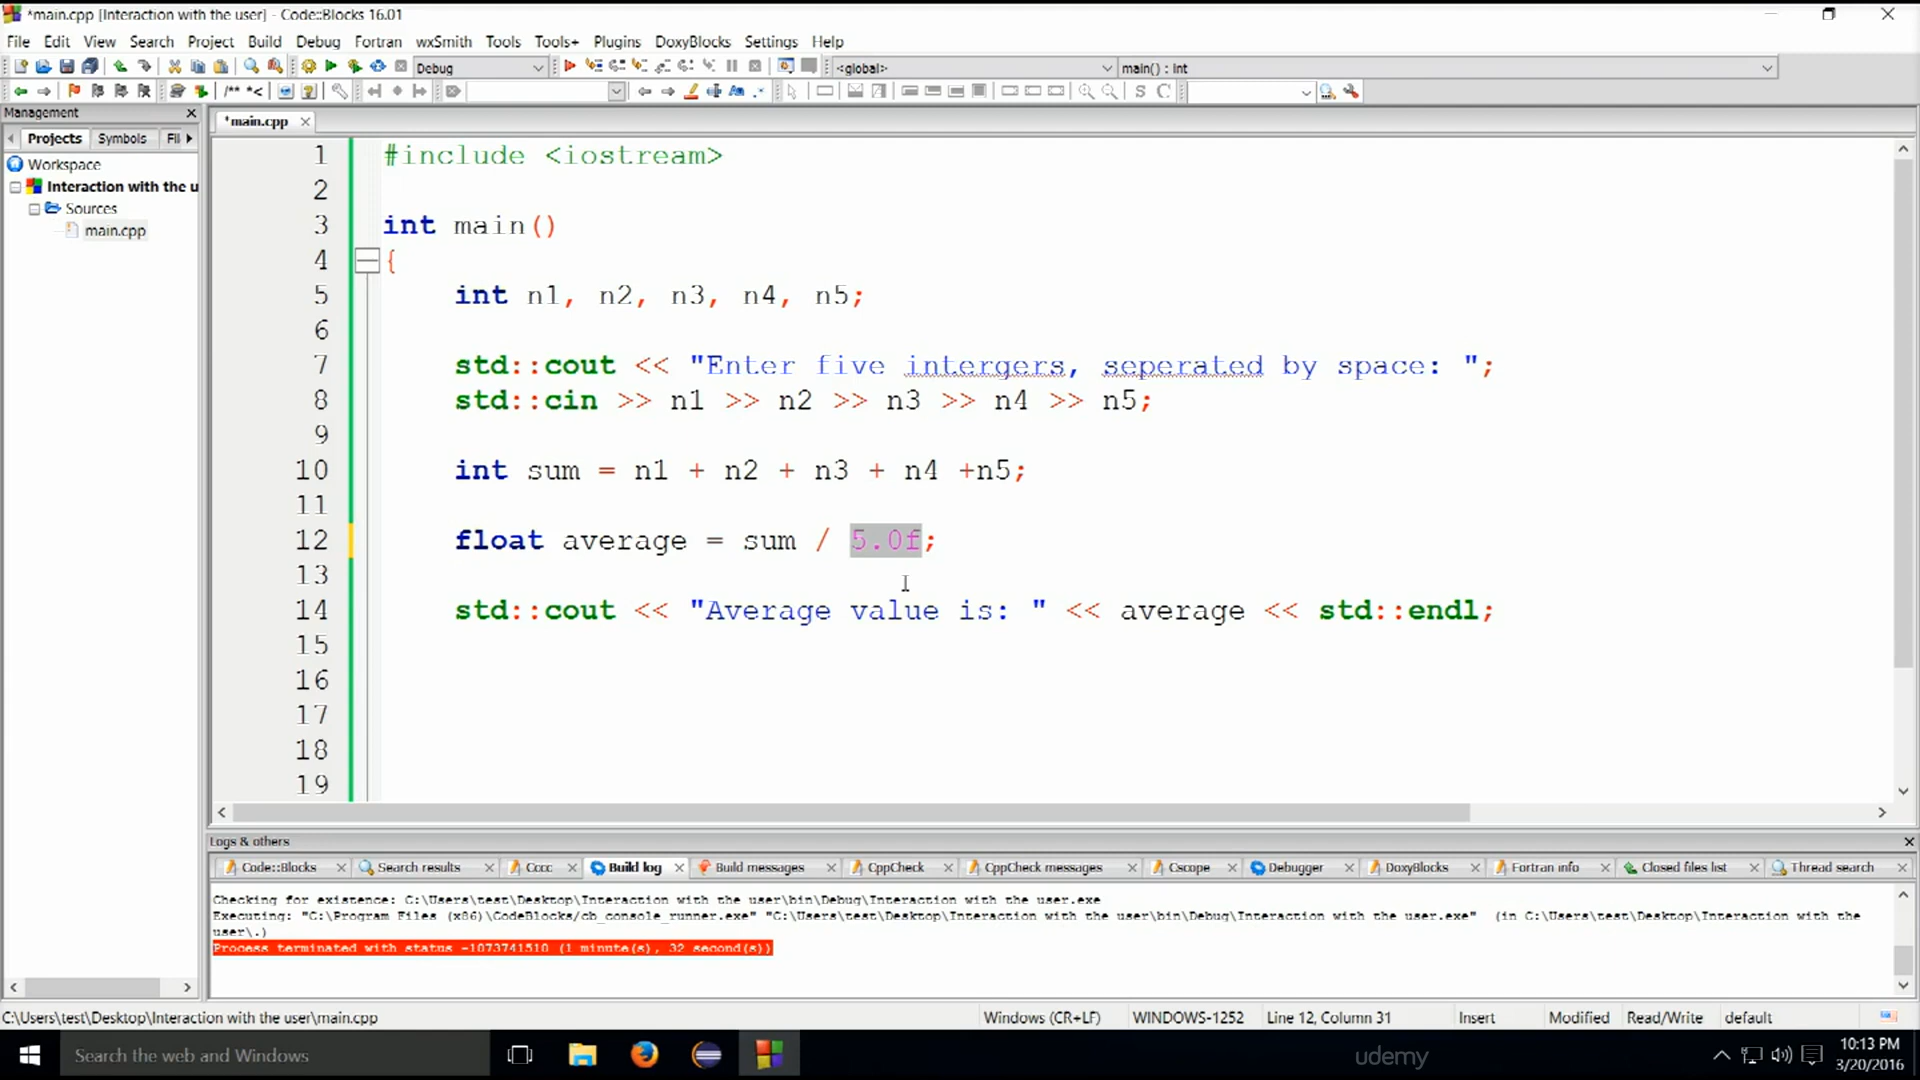 *main.cpp [Interaction with the user] - Code::Blocks 16.01
File Edit View Search Project Build Debug Fortran wxSmith Tools Tools+ Plugins DoxyBlocks Settings Help
Debug <global> main() : int
/** *<
S C
Management
Projects Symbols Fil
*main.cpp
Workspace
Interaction with the u
Sources
main.cpp
1 #include <iostream>
2
3 int main()
4 {
5 int n1, n2, n3, n4, n5;
6
7 std::cout << "Enter five intergers, seperated by space: ";
8 std::cin >> n1 >> n2 >> n3 >> n4 >> n5;
9
10 int sum = n1 + n2 + n3 + n4 +n5;
11
12 float average = sum / 5.0f;
13
14 std::cout << "Average value is: " << average << std::endl;
15
16
17
18
19
Logs & others
Code::Blocks Search results Cccc Build log Build messages CppCheck CppCheck messages Cscope Debugger DoxyBlocks Fortran info Closed files list Thread search
Checking for existence: C:\Users\test\Desktop\Interaction with the user\bin\Debug\Interaction with the user.exe
Executing: "C:\Program Files (x86)\CodeBlocks/cb_console_runner.exe" "C:\Users\test\Desktop\Interaction with the user\bin\Debug\Interaction with the user.exe" (in C:\Users\test\Desktop\Interaction with the
user\.)
Process terminated with status -1073741510 (1 minute(s), 32 second(s))
C:\Users\test\Desktop\Interaction with the user\main.cpp Windows (CR+LF) WINDOWS-1252 Line 12, Column 31 Insert Modified Read/Write default
Search the web and Windows
udemy
10:13 PM
3/20/2016